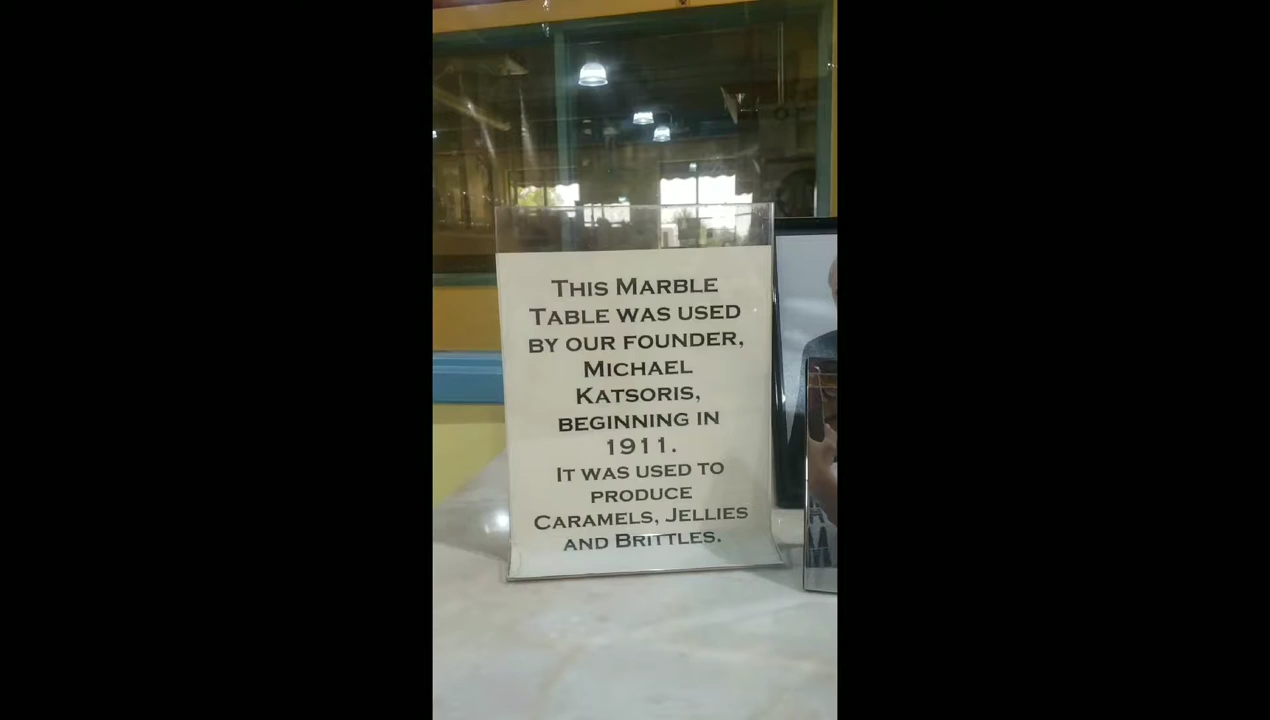 THIS MARBLE
TABLE WAS USED
BY OUR FOUNDER,
MICHAEL
KATSORIS,
BEGINNING IN
1911.
IT WAS USED TO
PRODUCE
CARAMELS, JELLIES
AND BRITTLES.